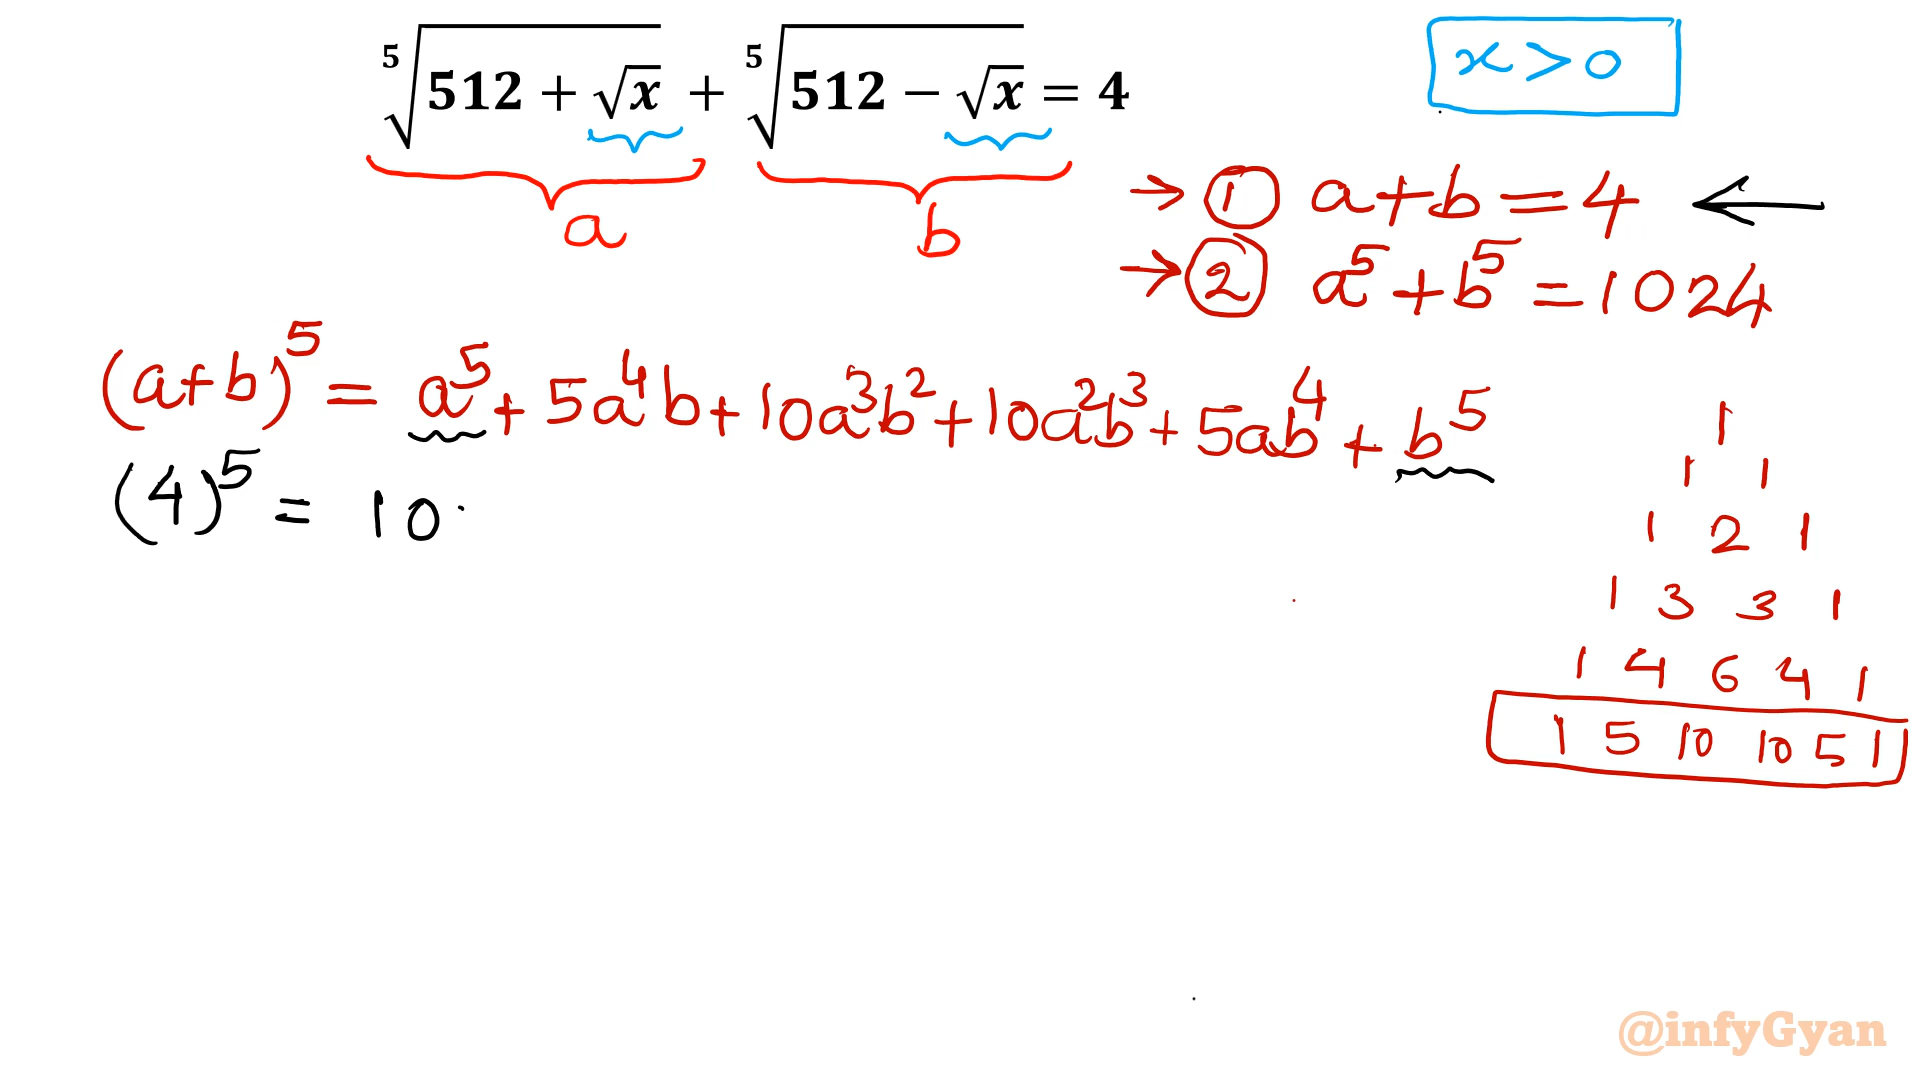 ⁵√(512 + √x) + ⁵√(512 − √x) = 4
x > 0
a
b
→ ① a+b = 4 ←
→ ② a⁵ + b⁵ = 1024
(a+b)⁵ = a⁵ + 5a⁴b + 10a³b² + 10a²b³ + 5ab⁴ + b⁵
(4)⁵ = 10
1
1 1
1 2 1
1 3 3 1
1 4 6 4 1
1 5 10 10 5 1
@infyGyan